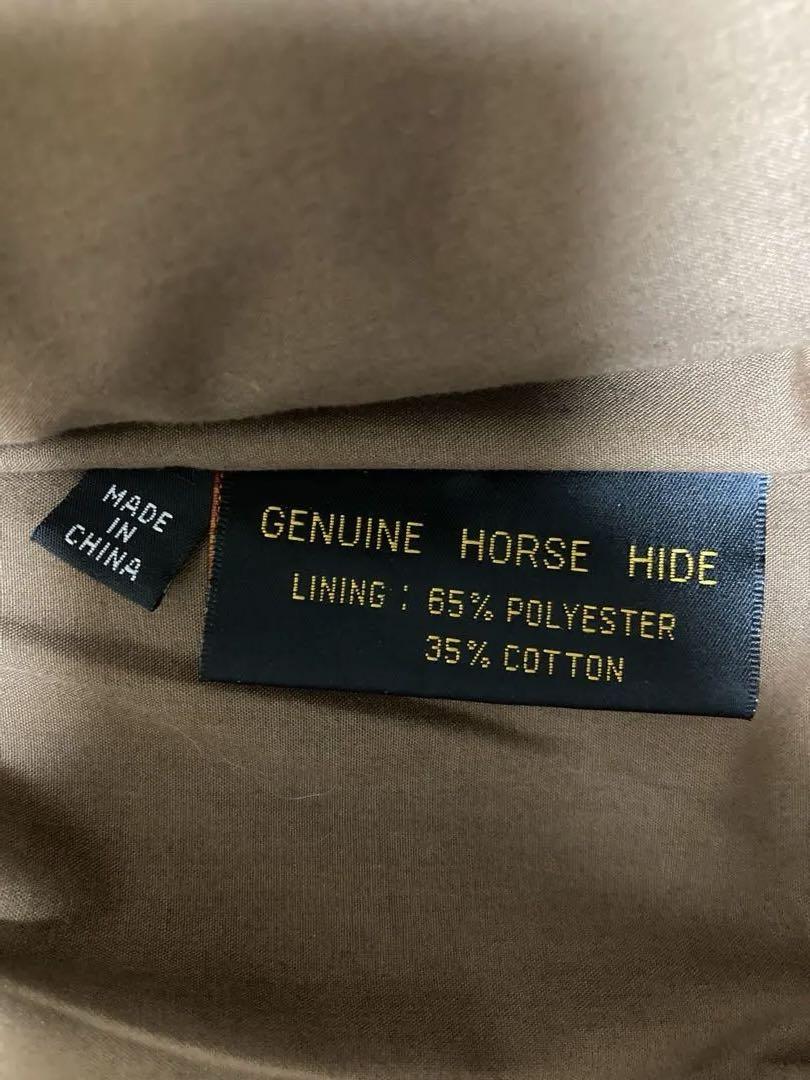 MADE
IN
CHINA
GENUINE HORSE HIDE
LINING : 65% POLYESTER
35% COTTON